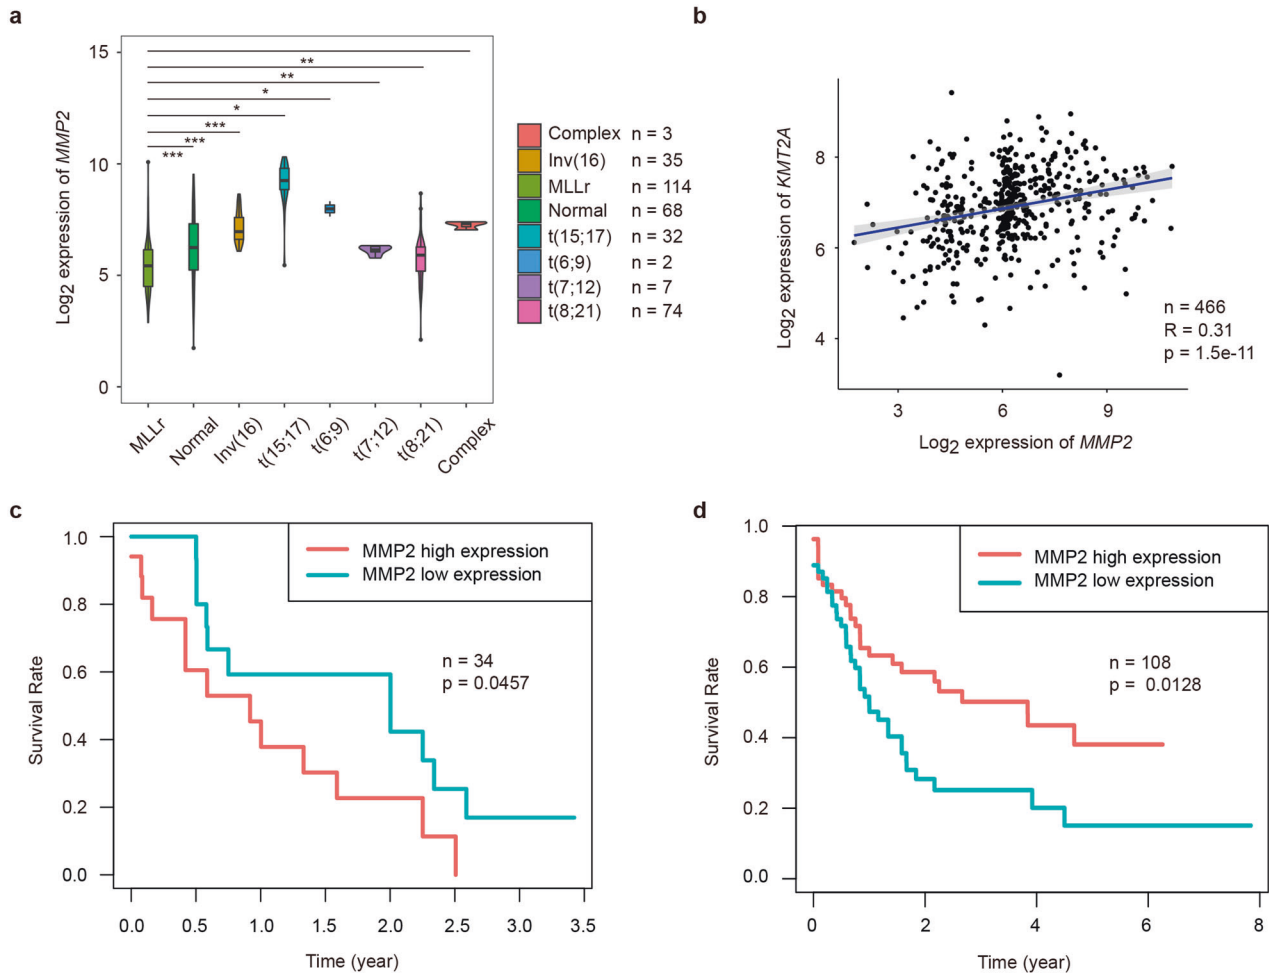 a
Log2 expression of MMP2
15
10
5
0
**
**
*
*
***
***
***
MLLr
Normal
Inv(16)
t(15;17)
t(6;9)
t(7;12)
t(8;21)
Complex
Complex n = 3
Inv(16) n = 35
MLLr n = 114
Normal n = 68
t(15;17) n = 32
t(6;9) n = 2
t(7;12) n = 7
t(8;21) n = 74
b
Log2 expression of KMT2A
8
6
4
n = 466
R = 0.31
p = 1.5e-11
3 6 9
Log2 expression of MMP2
c
Survival Rate
1.0
0.8
0.6
0.4
0.2
0.0
MMP2 high expression
MMP2 low expression
n = 34
p = 0.0457
0.0 0.5 1.0 1.5 2.0 2.5 3.0 3.5
Time (year)
d
Survival Rate
1.0
0.8
0.6
0.4
0.2
0.0
MMP2 high expression
MMP2 low expression
n = 108
p = 0.0128
0 2 4 6 8
Time (year)